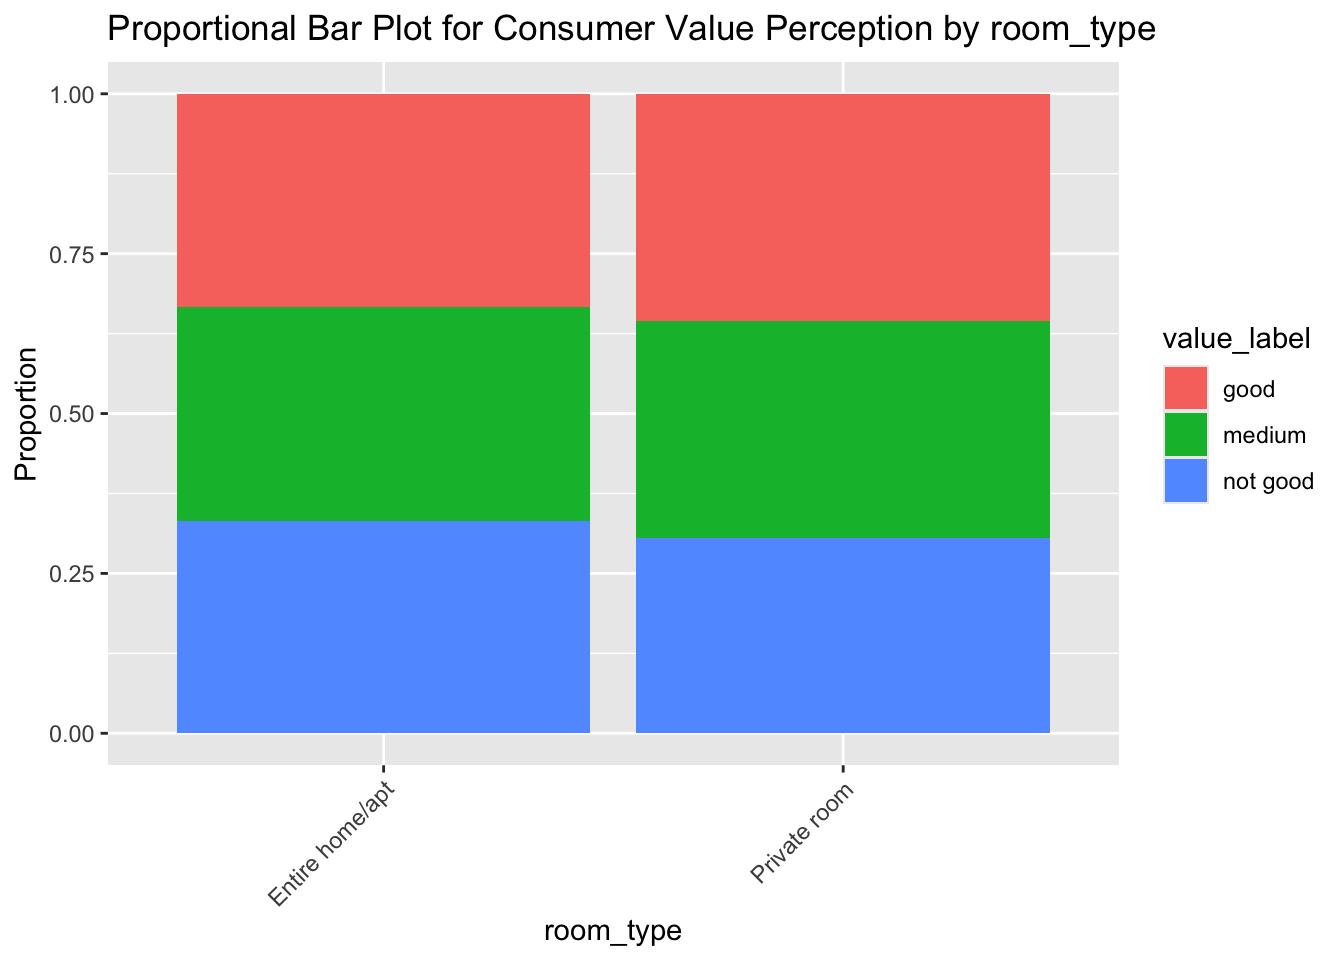 Proportional Bar Plot for Consumer Value Perception by room_type
1.00
0.75
0.50
0.25
0.00
Proportion
Entire home/apt
Private room
room_type
value_label
good
medium
not good